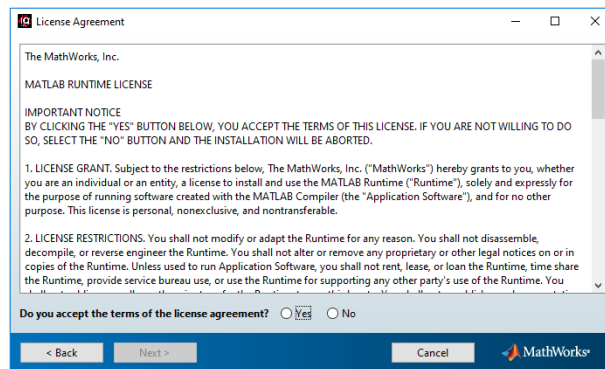 License Agreement
The MathWorks, Inc.
MATLAB RUNTIME LICENSE
IMPORTANT NOTICE
BY CLICKING THE "YES" BUTTON BELOW, YOU ACCEPT THE TERMS OF THIS LICENSE. IF YOU ARE NOT WILLING TO DO
SO, SELECT THE "NO" BUTTON AND THE INSTALLATION WILL BE ABORTED.
1. LICENSE GRANT. Subject to the restrictions below, The MathWorks, Inc. ("MathWorks") hereby grants to you, whether
you are an individual or an entity, a license to install and use the MATLAB Runtime ("Runtime"), solely and expressly for
the purpose of running software created with the MATLAB Compiler (the "Application Software"), and for no other
purpose. This license is personal, nonexclusive, and nontransferable.
2. LICENSE RESTRICTIONS. You shall not modify or adapt the Runtime for any reason. You shall not disassemble,
decompile, or reverse engineer the Runtime. You shall not alter or remove any proprietary or other legal notices on or in
copies of the Runtime. Unless used to run Application Software, you shall not rent, lease, or loan the Runtime, time share
the Runtime, provide service bureau use, or use the Runtime for supporting any other party's use of the Runtime. You
Do you accept the terms of the license agreement? Yes No
< Back Next > Cancel MathWorks®